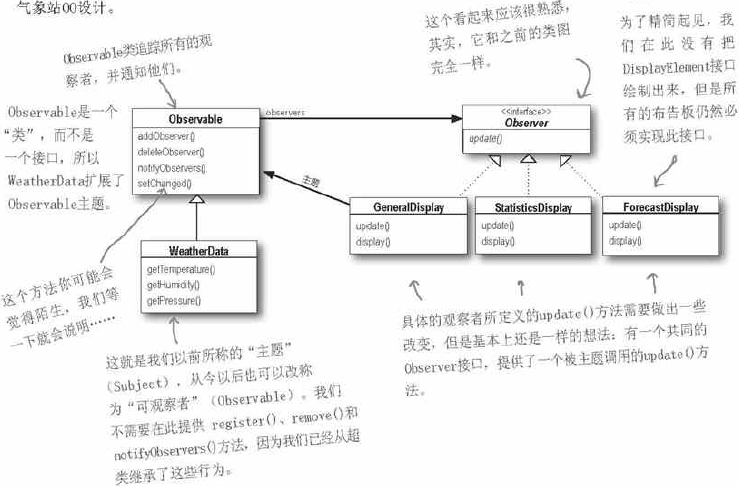 气象站OO设计。
Observable类追踪所有的观
察者，并通知他们。
这个看起来应该很熟悉，
其实，它和之前的类图
完全一样。
为了精简起见，我
们在此没有把
DisplayElement接口
绘制出来，但是所
有的布告板仍然必
须实现此接口。
Observable是一个
“类”，而不是
一个接口，所以
WeatherData扩展了
Observable主题。
Observable
addObserver()
deleteObserver()
notifyObservers()
setChanged()
observers
<<interface>>
Observer
update()
主题
GeneralDisplay
update()
display()
StatisticsDisplay
update()
display()
ForecastDisplay
update()
display()
WeatherData
getTemperature()
getHumidity()
getPressure()
这个方法你可能会
觉得陌生，我们等
一下就会说明……
具体的观察者所定义的update()方法需要做出一些
改变，但是基本上还是一样的想法：有一个共同的
Observer接口，提供了一个被主题调用的update()方
法。
这就是我们以前所称的“主题”
（Subject），从今以后也可以改称
为“可观察者”（Observable）。我们
不需要在此提供 register()、remove()和
notifyObservers()方法，因为我们已经从超
类继承了这些行为。